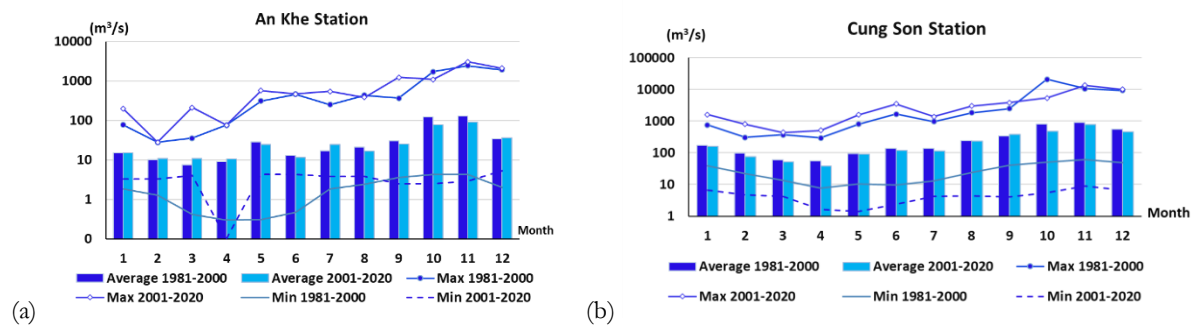 (a)
An Khe Station
(m³/s)
10000
1000
100
10
1
0
Month
1 2 3 4 5 6 7 8 9 10 11 12
Average 1981-2000 Average 2001-2020 Max 1981-2000
Max 2001-2020 Min 1981-2000 Min 2001-2020
(b)
Cung Son Station
(m³/s)
100000
10000
1000
100
10
1
Month
1 2 3 4 5 6 7 8 9 10 11 12
Average 1981-2000 Average 2001-2020 Max 1981-2000
Max 2001-2020 Min 1981-2000 Min 2001-2020